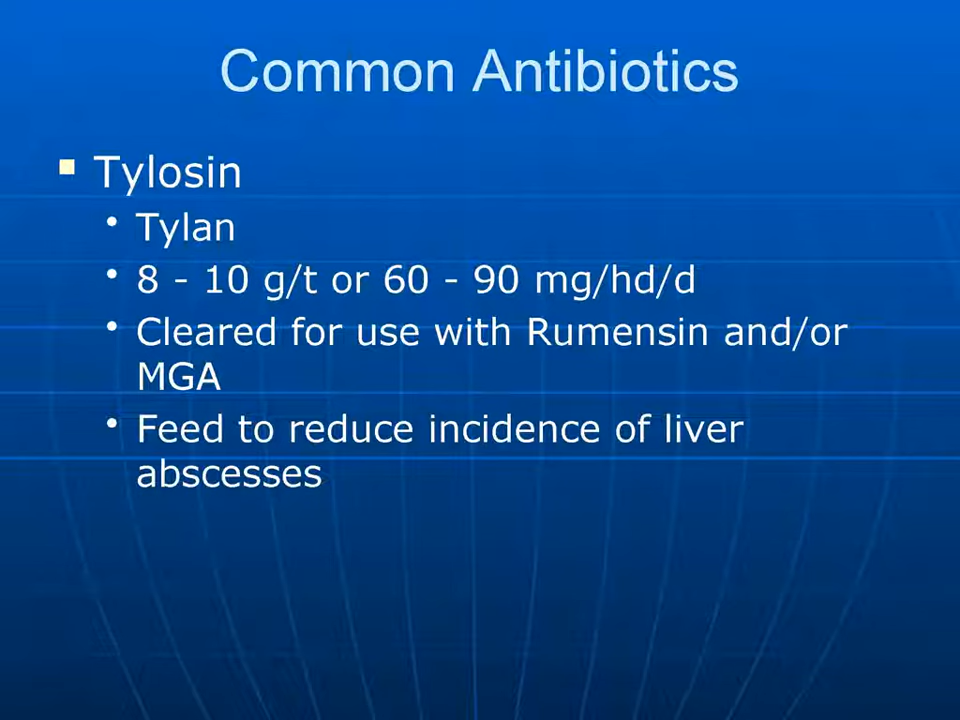 Common Antibiotics
Tylosin
Tylan
8 - 10 g/t or 60 - 90 mg/hd/d
Cleared for use with Rumensin and/or
MGA
Feed to reduce incidence of liver
abscesses